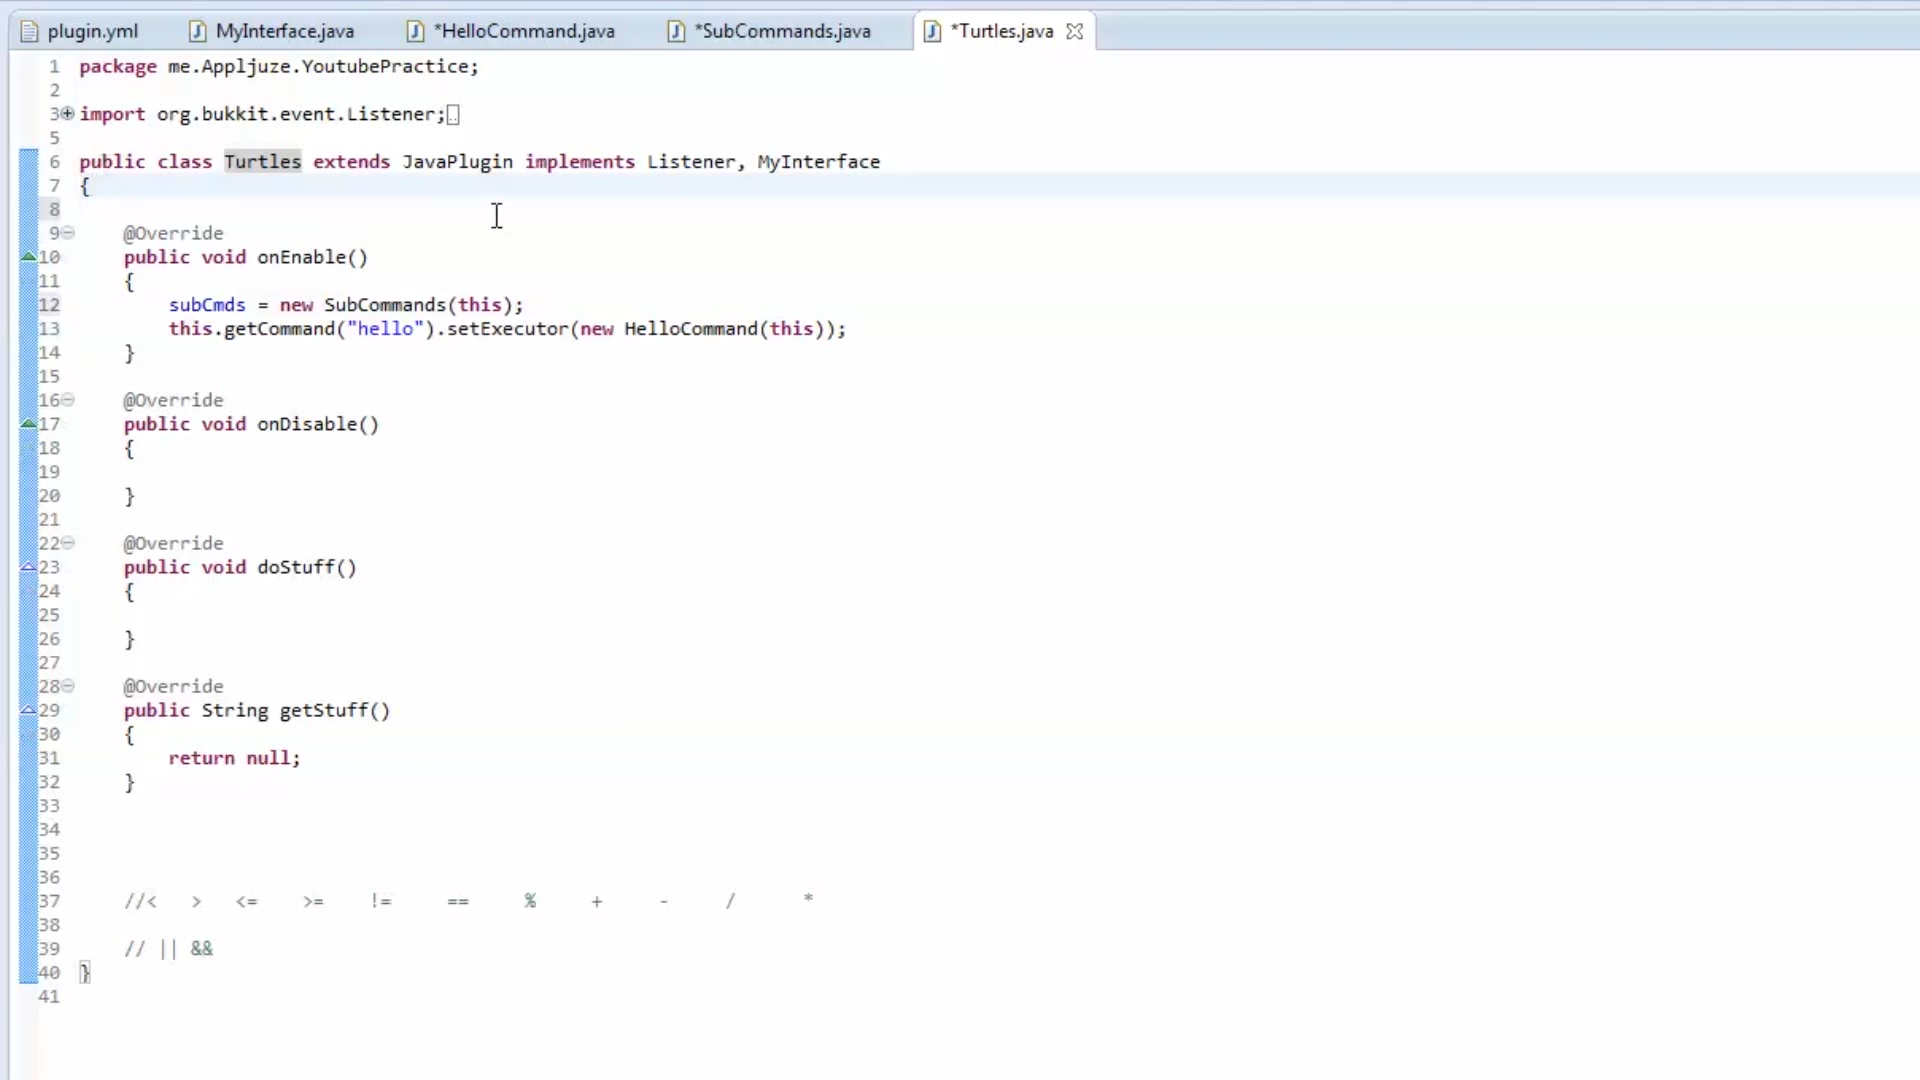 plugin.yml MyInterface.java *HelloCommand.java *SubCommands.java *Turtles.java
1 package me.Appljuze.YoutubePractice;
2
3 import org.bukkit.event.Listener;
5
6 public class Turtles extends JavaPlugin implements Listener, MyInterface
7 {
8
9 @Override
10 public void onEnable()
11 {
12 subCmds = new SubCommands(this);
13 this.getCommand("hello").setExecutor(new HelloCommand(this));
14 }
15
16 @Override
17 public void onDisable()
18 {
19
20 }
21
22 @Override
23 public void doStuff()
24 {
25
26 }
27
28 @Override
29 public String getStuff()
30 {
31 return null;
32 }
33
34
35
36
37 //< > <= >= != == % + - / *
38
39 // || &&
40 }
41